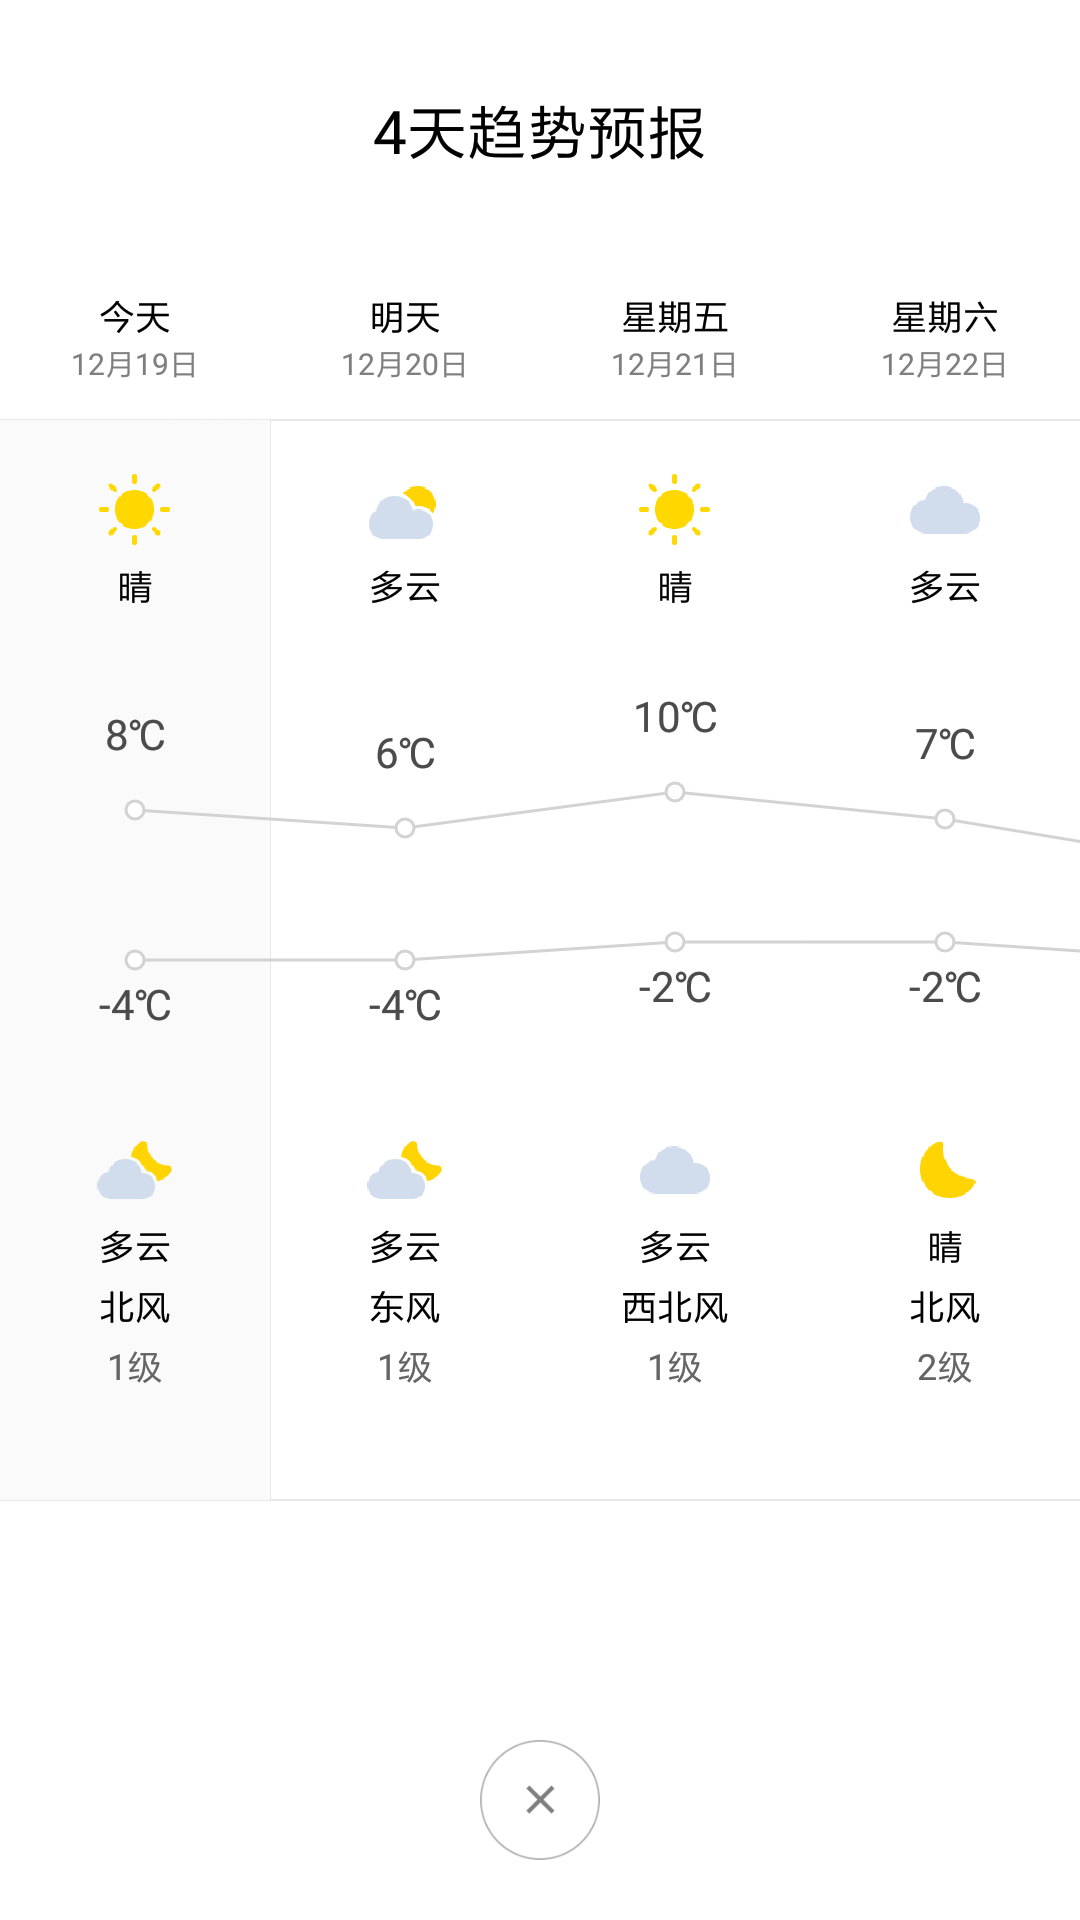 4天趋势预报
今天 明天 星期五 星期六
12月19日 12月20日 12月21日 12月22日
晴 多云 晴 多云
8℃ 6℃ 10℃ 7℃
-4℃ -4℃ -2℃ -2℃
多云 多云 多云 晴
北风 东风 西北风 北风
1级 1级 1级 2级